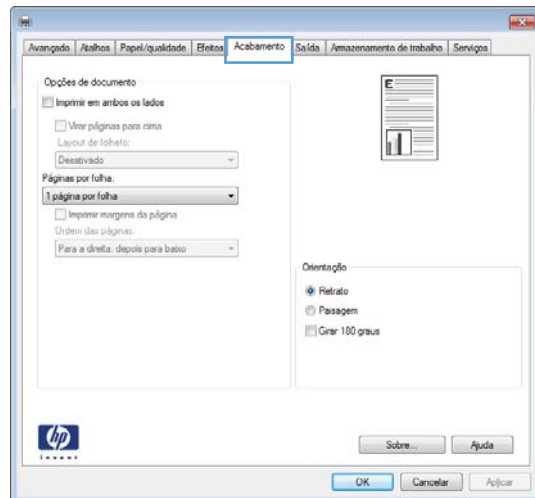 Avançado Atalhos Papel/qualidade Efeitos Acabamento Saída Armazenamento de trabalho Serviços
Opções de documento
Imprimir em ambos os lados
Virar páginas para cima
Layout de folheto:
Desativado
Páginas por folha:
1 página por folha
Imprimir margens da página
Ordem das páginas:
Para a direita, depois para baixo
E
Orientação
Retrato
Paisagem
Girar 180 graus
hp
invent
Sobre... Ajuda
OK Cancelar Aplicar